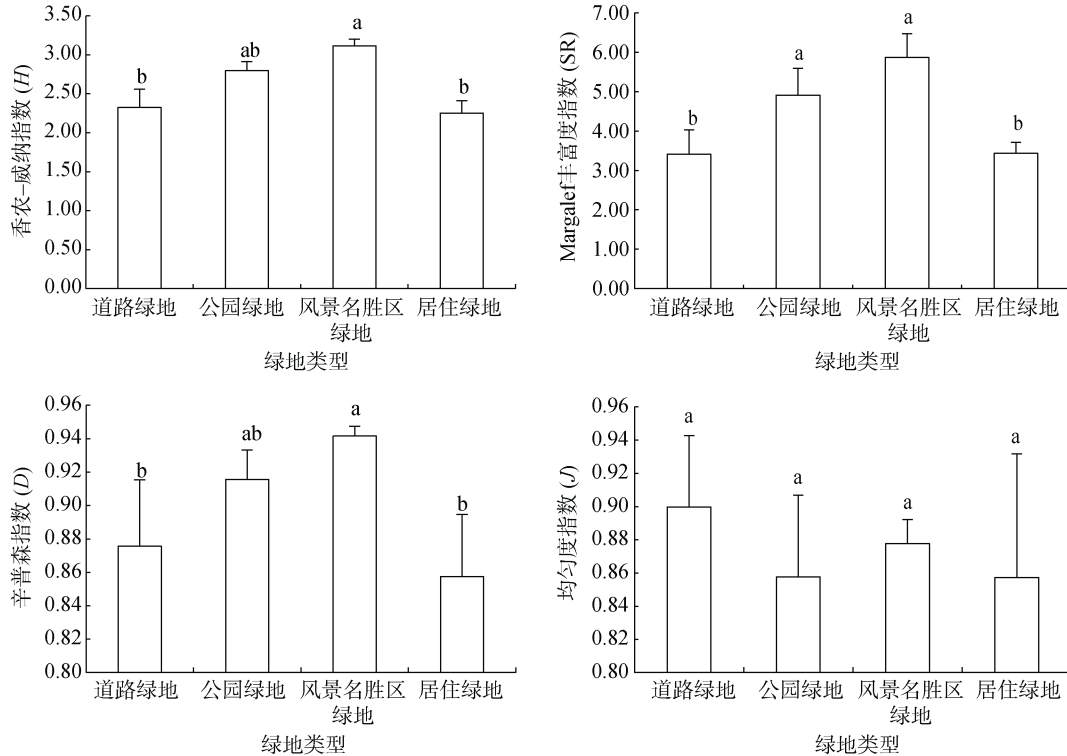 香农–威纳指数 (H)
3.50
3.00
2.50
2.00
1.50
1.00
0.50
0.00
b
ab
a
b
道路绿地
公园绿地
风景名胜区
绿地
居住绿地
绿地类型
Margalef丰富度指数 (SR)
7.00
6.00
5.00
4.00
3.00
2.00
1.00
0.00
b
a
a
b
道路绿地
公园绿地
风景名胜区
绿地
居住绿地
绿地类型
辛普森指数 (D)
0.96
0.94
0.92
0.90
0.88
0.86
0.84
0.82
0.80
b
ab
a
b
道路绿地
公园绿地
风景名胜区
绿地
居住绿地
绿地类型
均匀度指数 (J)
0.96
0.94
0.92
0.90
0.88
0.86
0.84
0.82
0.80
a
a
a
a
道路绿地
公园绿地
风景名胜区
绿地
居住绿地
绿地类型